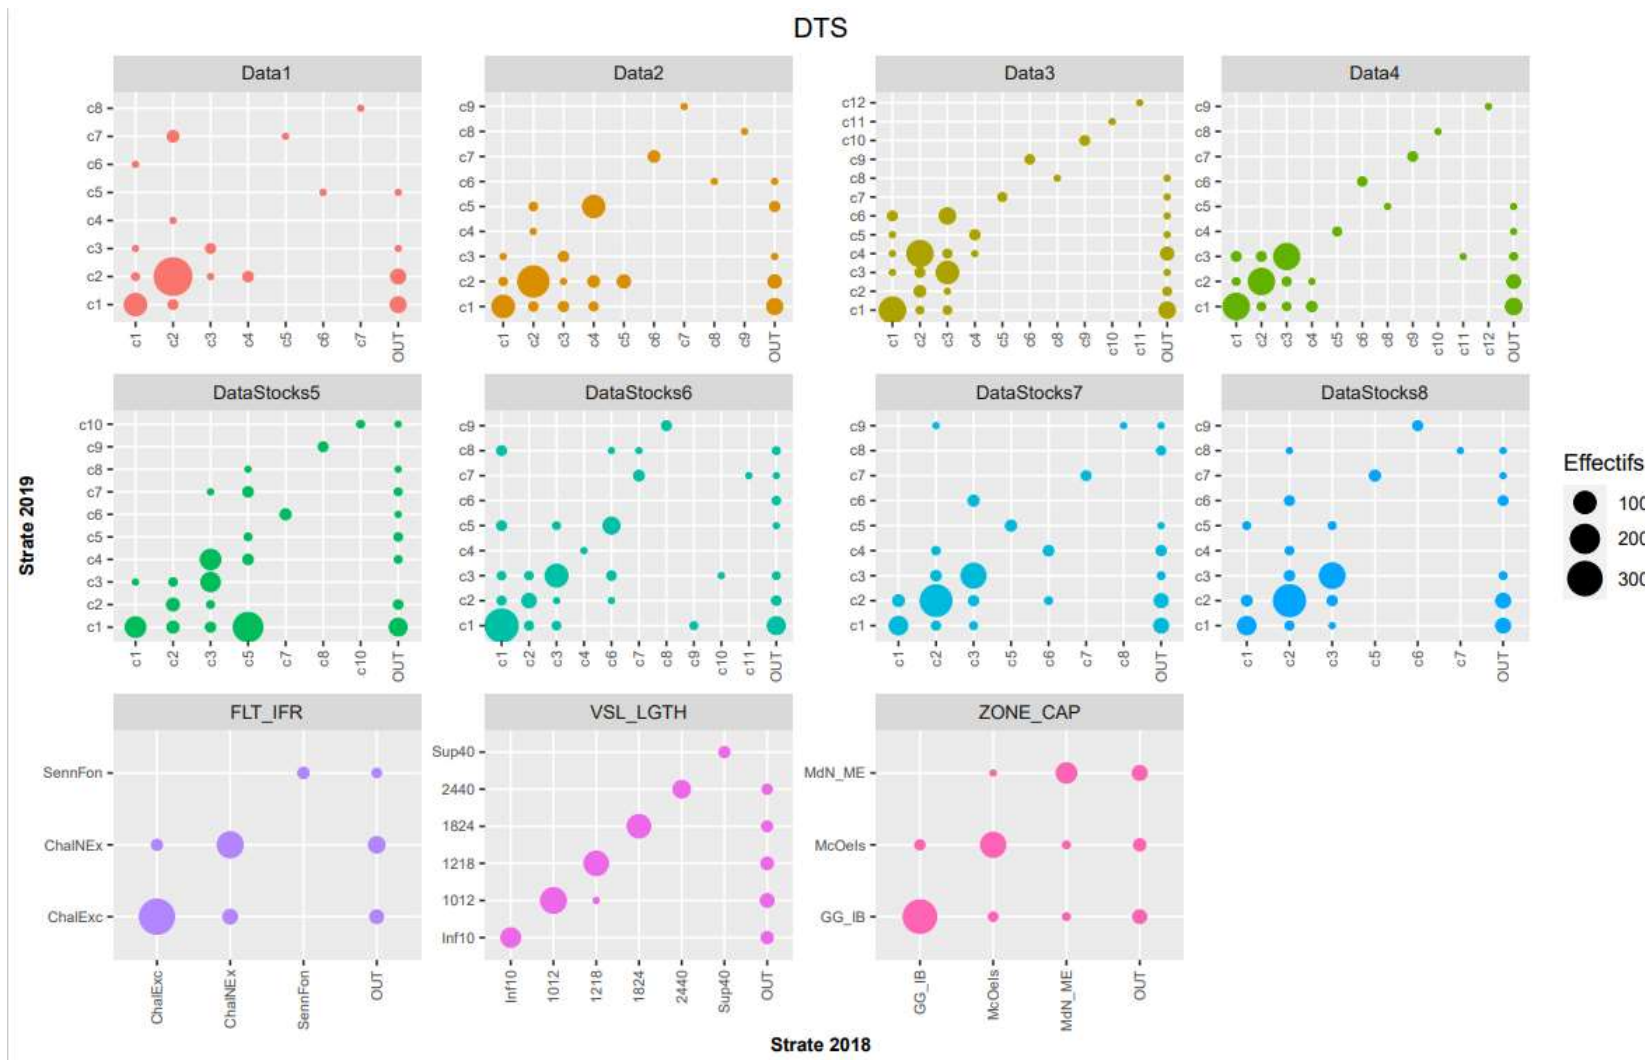 DTS
Data1 Data2 Data3 Data4
c8
c7
c6
c5
c4
c3
c2
c1
c1 c2 c3 c4 c5 c6 c7 OUT
c9
c8
c7
c6
c5
c4
c3
c2
c1
c1 c2 c3 c4 c5 c6 c7 c8 c9 OUT
c12
c11
c10
c9
c8
c7
c6
c5
c4
c3
c2
c1
c1 c2 c3 c4 c5 c6 c8 c9 c10 c11 OUT
c9
c8
c7
c6
c5
c4
c3
c2
c1
c1 c2 c3 c4 c5 c6 c8 c9 c10 c11 c12 OUT
DataStocks5 DataStocks6 DataStocks7 DataStocks8
c10
c9
c8
c7
c6
c5
c4
c3
c2
c1
c1 c2 c3 c5 c7 c8 c10 OUT
c9
c8
c7
c6
c5
c4
c3
c2
c1
c1 c2 c3 c4 c6 c7 c8 c9 c10 c11 OUT
c9
c8
c7
c6
c5
c4
c3
c2
c1
c1 c2 c3 c5 c6 c7 c8 OUT
c9
c8
c7
c6
c5
c4
c3
c2
c1
c1 c2 c3 c5 c6 c7 OUT
FLT_IFR VSL_LGTH ZONE_CAP
SennFon
ChalNEx
ChalExc
ChalExc ChalNEx SennFon OUT
Sup40
2440
1824
1218
1012
Inf10
Inf10 1012 1218 1824 2440 Sup40 OUT
MdN_ME
McOeIs
GG_IB
GG_IB McOeIs MdN_ME OUT
Strate 2019
Strate 2018
Effectifs
100
200
300